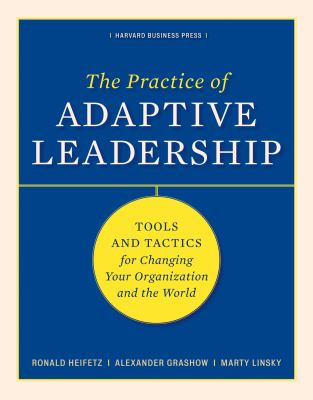 | HARVARD BUSINESS PRESS |
The Practice of
ADAPTIVE
LEADERSHIP
TOOLS
AND TACTICS
for Changing
Your Organization
and the World
RONALD HEIFETZ | ALEXANDER GRASHOW | MARTY LINSKY